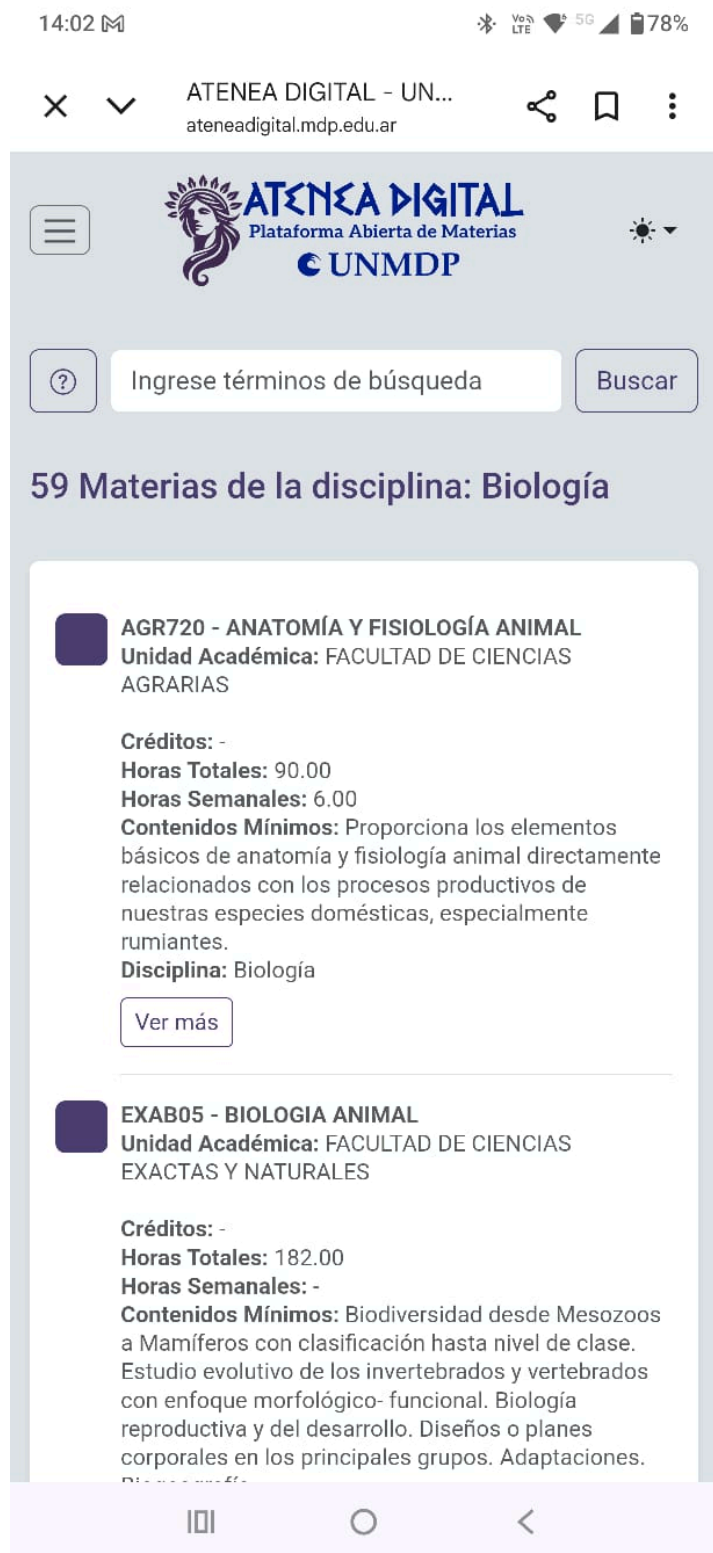 14:02
Vo))
LTE
5G
78%
ATENEA DIGITAL - UN...
ateneadigital.mdp.edu.ar
ATENEA DIGITAL
Plataforma Abierta de Materias
UNMDP
Ingrese términos de búsqueda
Buscar
59 Materias de la disciplina: Biología
AGR720 - ANATOMÍA Y FISIOLOGÍA ANIMAL
Unidad Académica: FACULTAD DE CIENCIAS
AGRARIAS
Créditos: -
Horas Totales: 90.00
Horas Semanales: 6.00
Contenidos Mínimos: Proporciona los elementos
básicos de anatomía y fisiología animal directamente
relacionados con los procesos productivos de
nuestras especies domésticas, especialmente
rumiantes.
Disciplina: Biología
Ver más
EXAB05 - BIOLOGIA ANIMAL
Unidad Académica: FACULTAD DE CIENCIAS
EXACTAS Y NATURALES
Créditos: -
Horas Totales: 182.00
Horas Semanales: -
Contenidos Mínimos: Biodiversidad desde Mesozoos
a Mamíferos con clasificación hasta nivel de clase.
Estudio evolutivo de los invertebrados y vertebrados
con enfoque morfológico- funcional. Biología
reproductiva y del desarrollo. Diseños o planes
corporales en los principales grupos. Adaptaciones.